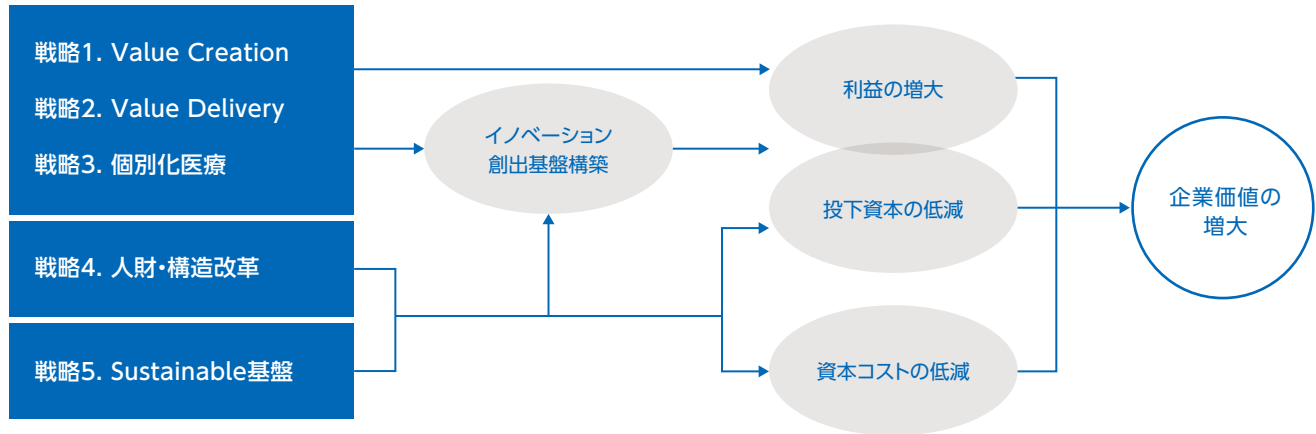 戦略1. Value Creation
戦略2. Value Delivery
戦略3. 個別化医療
戦略4. 人財・構造改革
戦略5. Sustainable基盤
イノベーション
創出基盤構築
利益の増大
投下資本の低減
資本コストの低減
企業価値の
増大